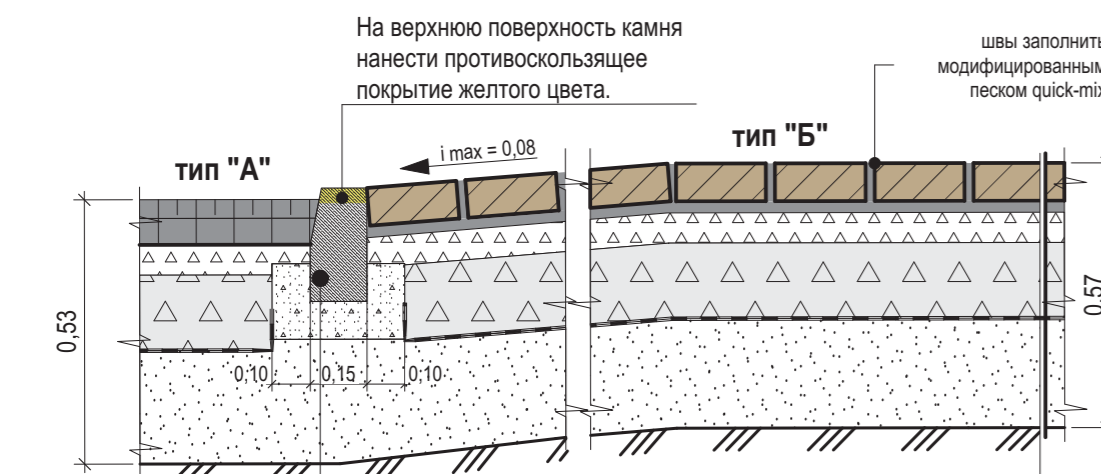 На верхнюю поверхность камня
нанести противоскользящее
покрытие желтого цвета.
швы заполнить
модифицированным
песком quick-mix
тип "А"
i max = 0,08
тип "Б"
0,53
0,57
0,10
0,15
0,10